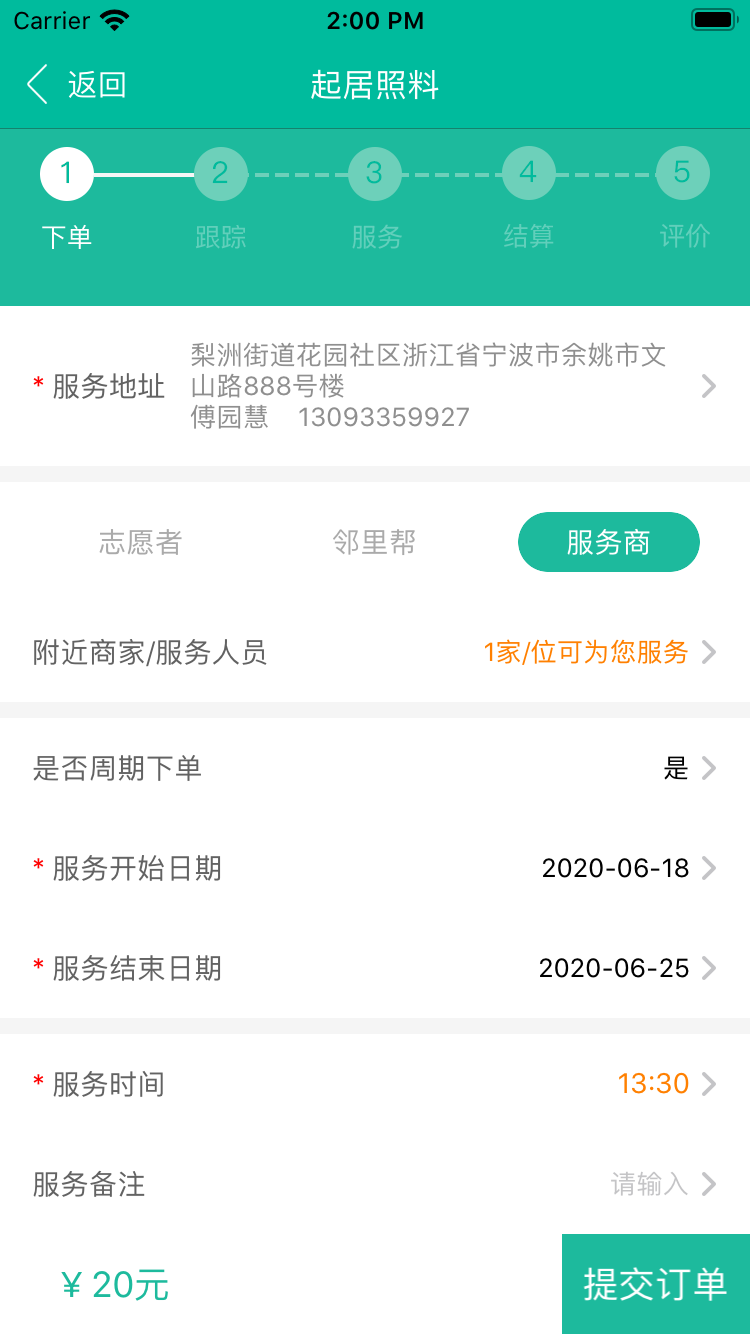 Carrier 2:00 PM
返回 起居照料
1 2 3 4 5
下单 跟踪 服务 结算 评价
* 服务地址
梨洲街道花园社区浙江省宁波市余姚市文
山路888号楼
傅园慧 13093359927
志愿者 邻里帮 服务商
附近商家/服务人员 1家/位可为您服务
是否周期下单 是
* 服务开始日期 2020-06-18
* 服务结束日期 2020-06-25
* 服务时间 13:30
服务备注 请输入
¥ 20元 提交订单